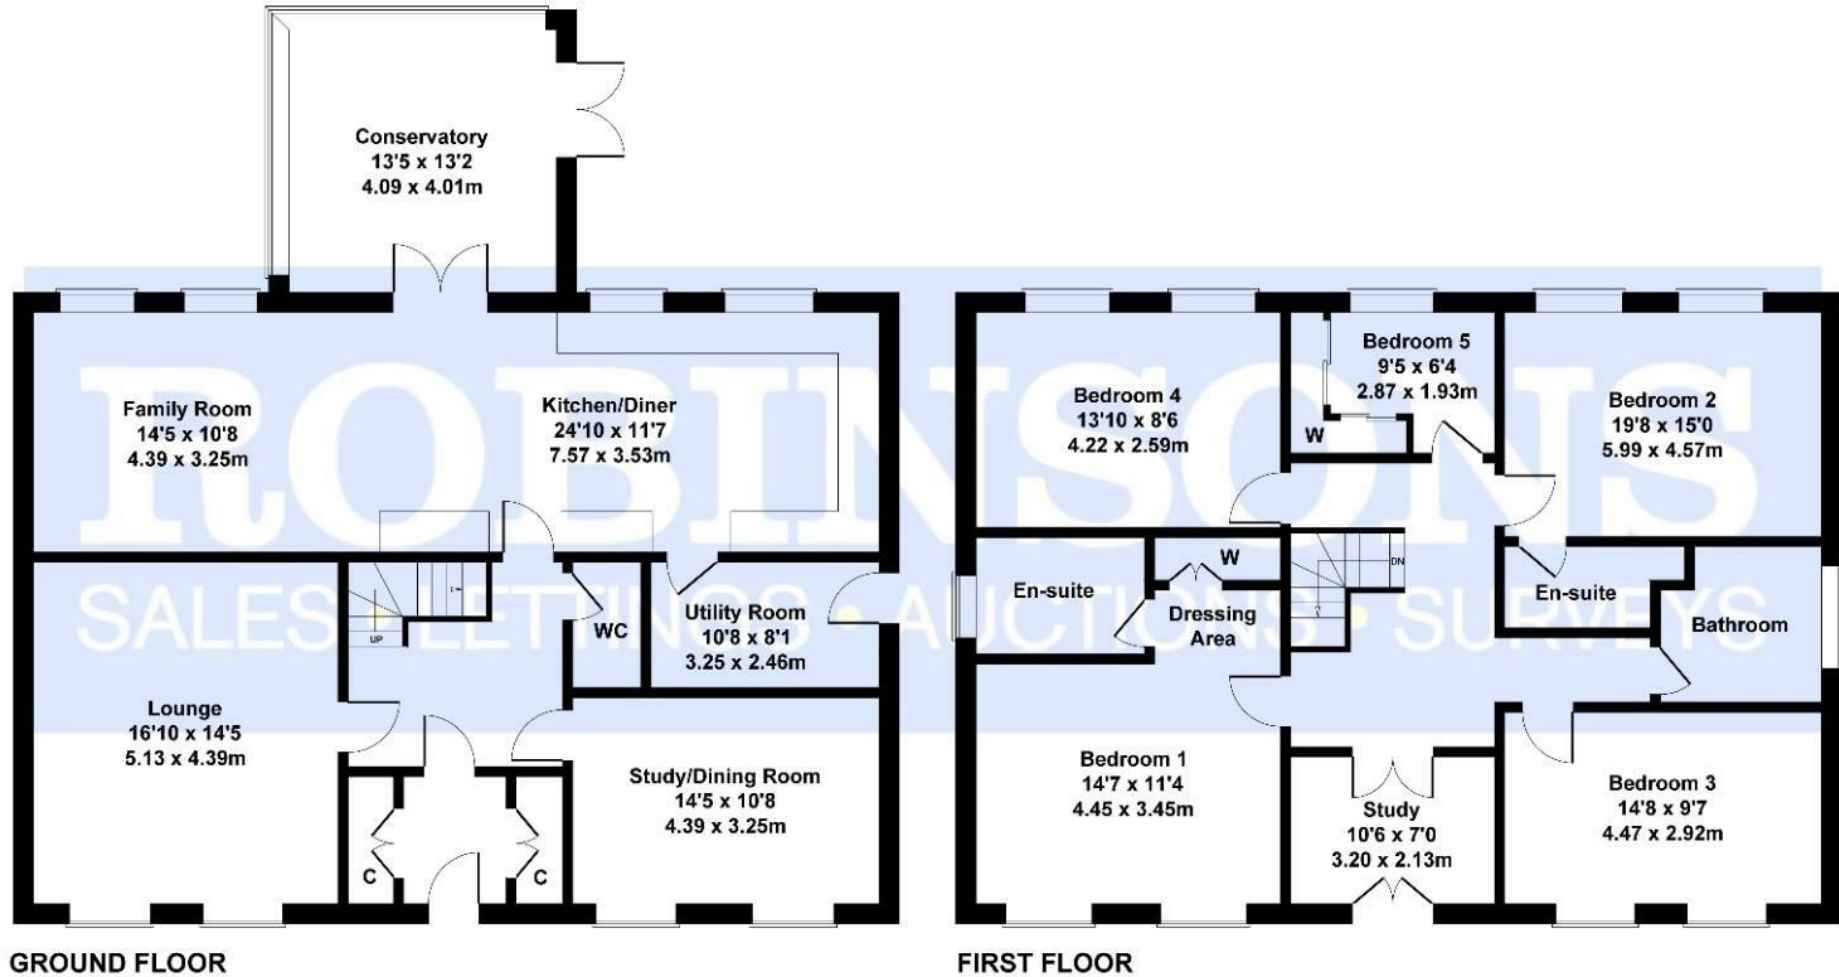 Conservatory
13'5 x 13'2
4.09 x 4.01m
Family Room
14'5 x 10'8
4.39 x 3.25m
Kitchen/Diner
24'10 x 11'7
7.57 x 3.53m
Lounge
16'10 x 14'5
5.13 x 4.39m
UP
WC
Utility Room
10'8 x 8'1
3.25 x 2.46m
Study/Dining Room
14'5 x 10'8
4.39 x 3.25m
C
C
GROUND FLOOR
Bedroom 4
13'10 x 8'6
4.22 x 2.59m
Bedroom 5
9'5 x 6'4
2.87 x 1.93m
W
Bedroom 2
19'8 x 15'0
5.99 x 4.57m
En-suite
W
Dressing
Area
DN
En-suite
Bathroom
Bedroom 1
14'7 x 11'4
4.45 x 3.45m
Study
10'6 x 7'0
3.20 x 2.13m
Bedroom 3
14'8 x 9'7
4.47 x 2.92m
FIRST FLOOR
ROBINSONS
SALES • LETTINGS • AUCTIONS • SURVEYS